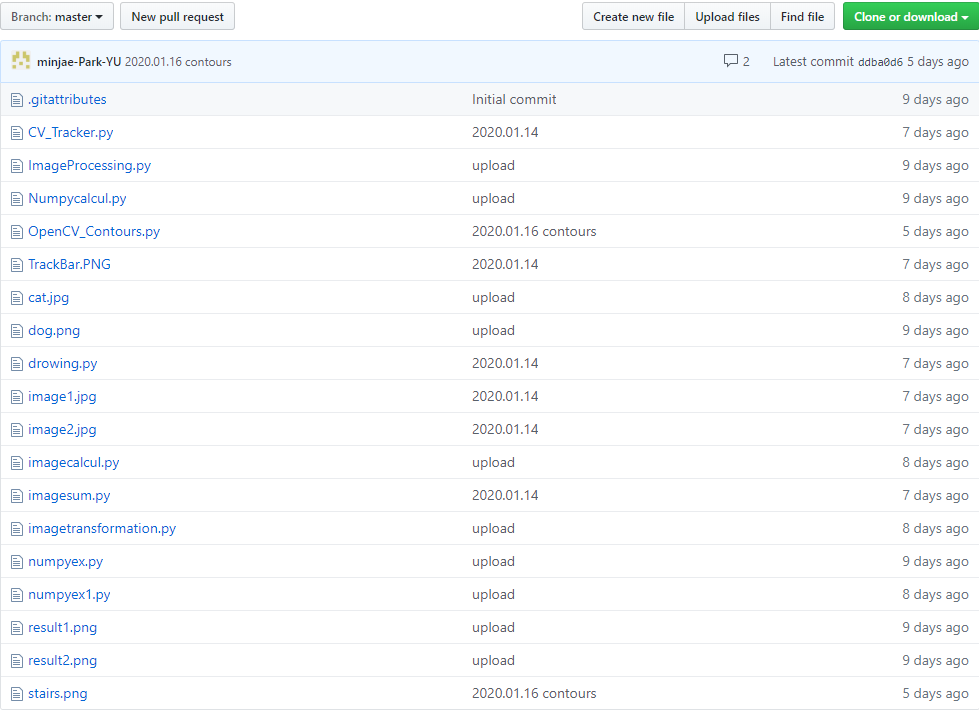 Branch: master
New pull request
Create new file
Upload files
Find file
Clone or download
minjae-Park-YU 2020.01.16 contours
2
Latest commit ddba0d6 5 days ago
.gitattributes Initial commit 9 days ago
CV_Tracker.py 2020.01.14 7 days ago
ImageProcessing.py upload 9 days ago
Numpycalcul.py upload 9 days ago
OpenCV_Contours.py 2020.01.16 contours 5 days ago
TrackBar.PNG 2020.01.14 7 days ago
cat.jpg upload 8 days ago
dog.png upload 9 days ago
drowing.py 2020.01.14 7 days ago
image1.jpg 2020.01.14 7 days ago
image2.jpg 2020.01.14 7 days ago
imagecalcul.py upload 8 days ago
imagesum.py 2020.01.14 7 days ago
imagetransformation.py upload 8 days ago
numpyex.py upload 9 days ago
numpyex1.py upload 8 days ago
result1.png upload 9 days ago
result2.png upload 9 days ago
stairs.png 2020.01.16 contours 5 days ago